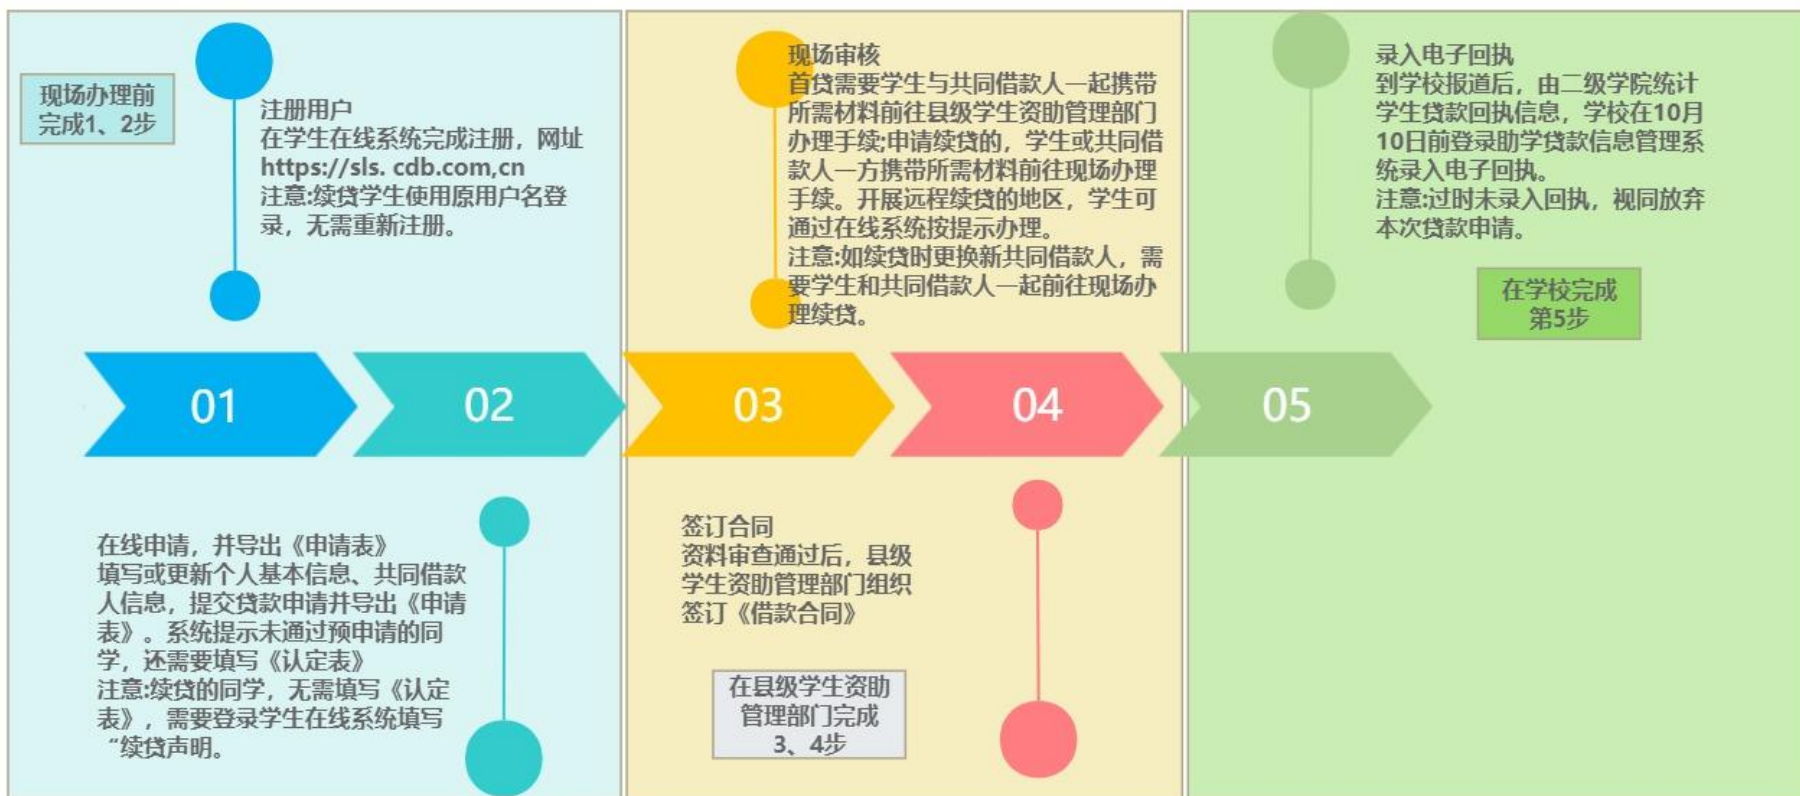 现场办理前
完成1、2步
注册用户
在学生在线系统完成注册，网址
https://sls. cdb.com,cn
注意:续贷学生使用原用户名登
录，无需重新注册。
现场审核
首贷需要学生与共同借款人一起携带
所需材料前往县级学生资助管理部门
办理手续;申请续贷的，学生或共同借
款人一方携带所需材料前往现场办理
手续。开展远程续贷的地区，学生可
通过在线系统按提示办理。
注意:如续贷时更换新共同借款人，需
要学生和共同借款人一起前往现场办
理续贷。
录入电子回执
到学校报道后，由二级学院统计
学生贷款回执信息，学校在10月
10日前登录助学贷款信息管理系
统录入电子回执。
注意:过时未录入回执，视同放弃
本次贷款申请。
在学校完成
第5步
01
02
03
04
05
在线申请，并导出《申请表》
填写或更新个人基本信息、共同借款
人信息，提交贷款申请并导出《申请
表》。系统提示未通过预申请的同
学，还需要填写《认定表》
注意:续贷的同学，无需填写《认定
表》，需要登录学生在线系统填写
“续贷声明。
签订合同
资料审查通过后，县级
学生资助管理部门组织
签订《借款合同》
在县级学生资助
管理部门完成
3、4步